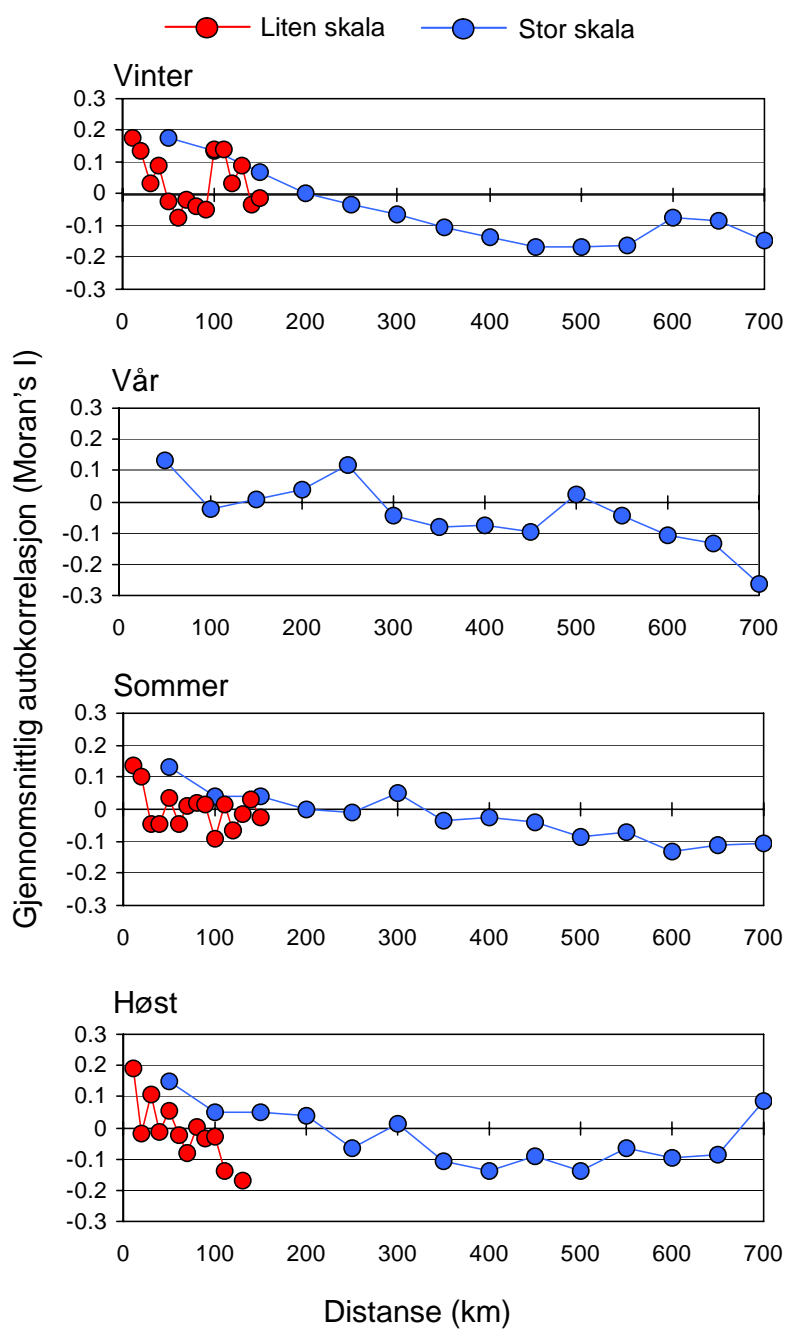 Liten skala Stor skala
Vinter
0.3
0.2
0.1
0
-0.1
-0.2
-0.3
0 100 200 300 400 500 600 700
Vår
0.3
0.2
0.1
0
-0.1
-0.2
-0.3
0 100 200 300 400 500 600 700
Sommer
0.3
0.2
0.1
0
-0.1
-0.2
-0.3
0 100 200 300 400 500 600 700
Høst
0.3
0.2
0.1
0
-0.1
-0.2
-0.3
0 100 200 300 400 500 600 700
Gjennomsnittlig autokorrelasjon (Moran's I)
Distanse (km)